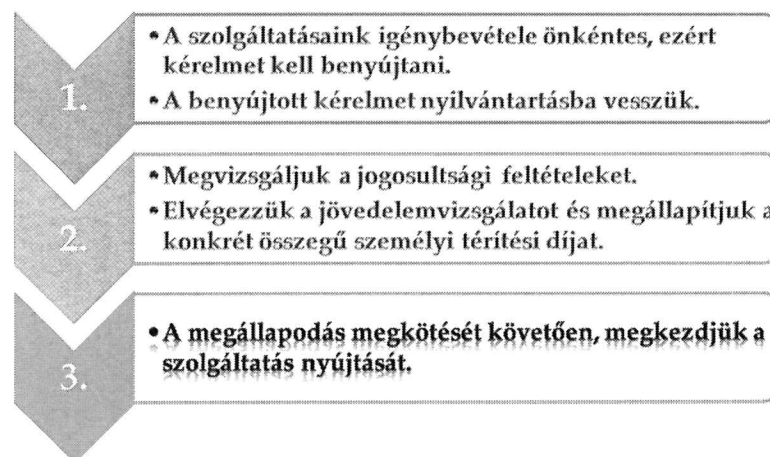 1.
• A szolgáltatásaink igénybevétele önkéntes, ezért
kérelmet kell benyújtani.
• A benyújtott kérelmet nyilvántartásba vesszük.
2.
• Megvizsgáljuk a jogosultsági feltételeket.
• Elvégezzük a jövedelemvizsgálatot és megállapítjuk a
konkrét összegű személyi térítési díjat.
3.
• A megállapodás megkötését követően, megkezdjük a
szolgáltatás nyújtását.